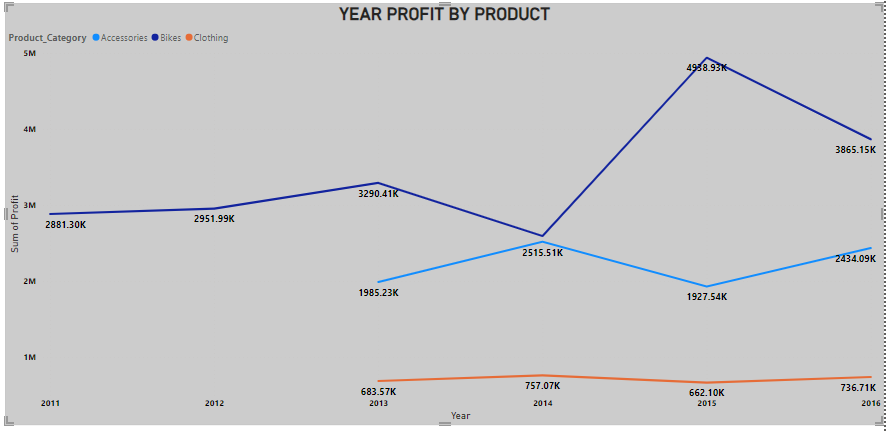 YEAR PROFIT BY PRODUCT
Product_Category Accessories Bikes Clothing
5M
4938.93K
4M
3865.15K
3290.41K
3M
2951.99K
2881.30K
Sum of Profit
2515.51K
2434.09K
2M
1985.23K
1927.54K
1M
757.07K
736.71K
683.57K
662.10K
2011 2012 2013 2014 2015 2016
Year